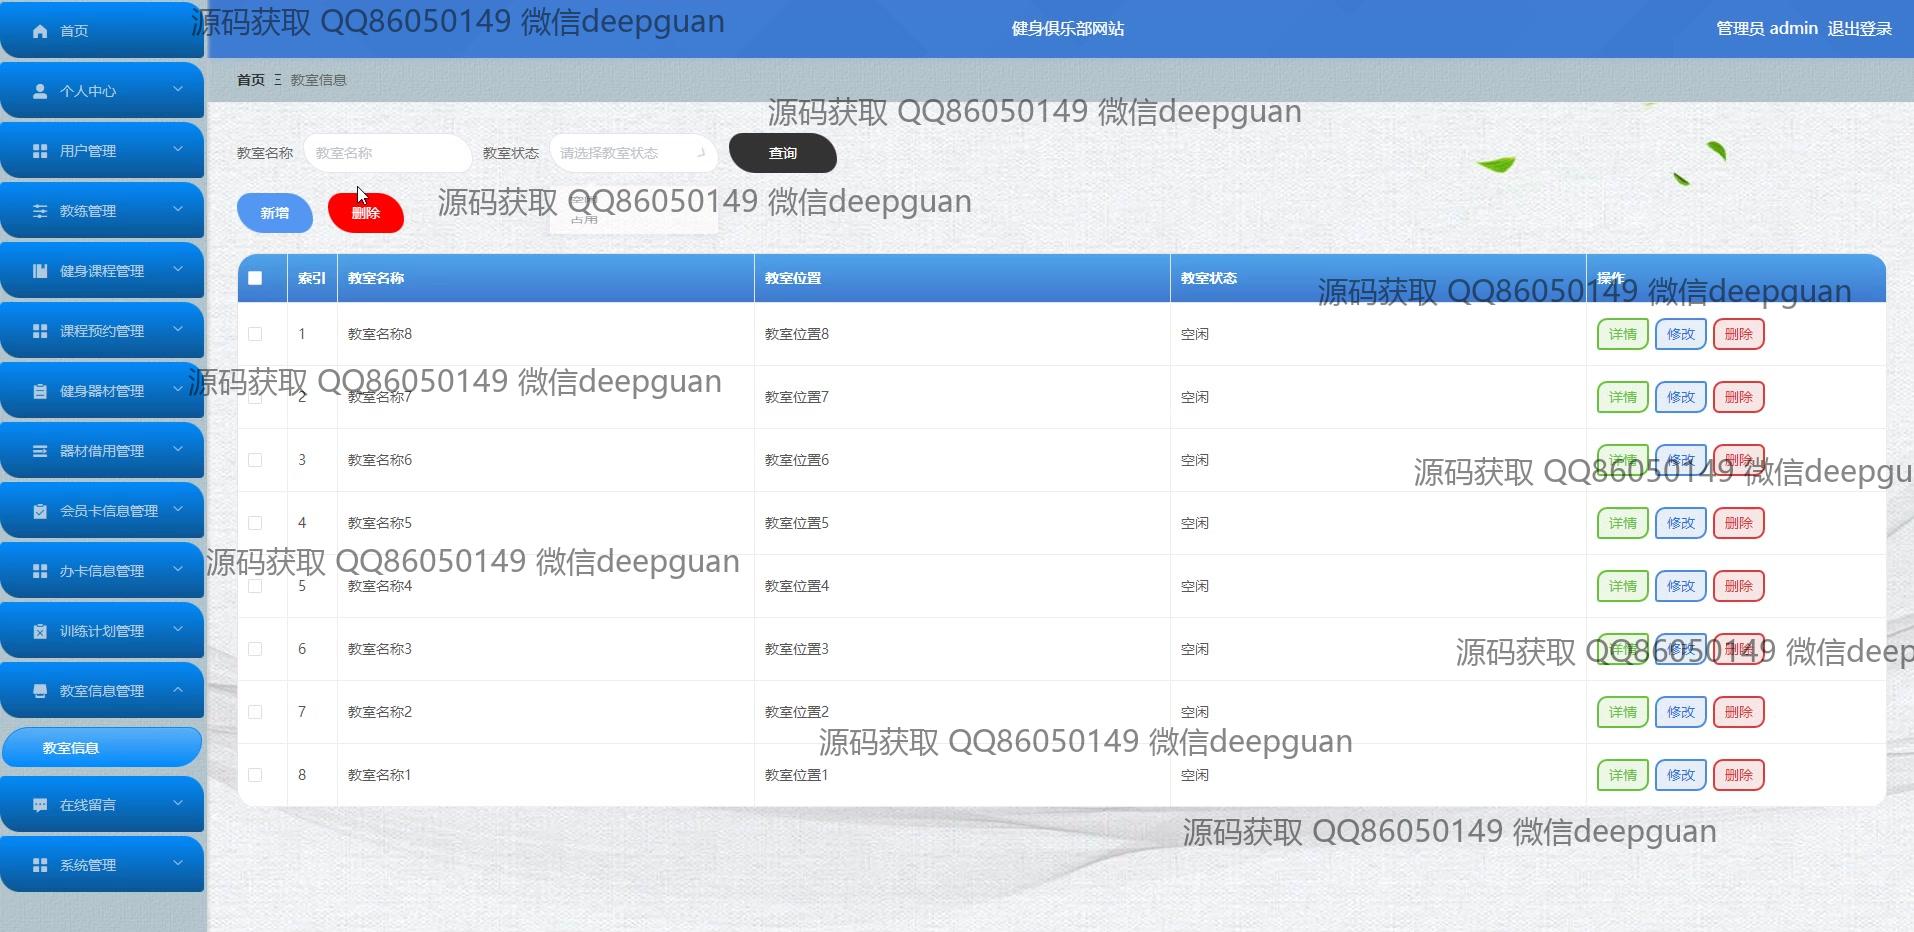 首页
源码获取 QQ86050149 微信deepguan
健身俱乐部网站
管理员 admin 退出登录
个人中心
用户管理
教练管理
健身课程管理
课程预约管理
健身器材管理
器材借用管理
会员卡信息管理
办卡信息管理
训练计划管理
教室信息管理
教室信息
在线留言
系统管理
首页 Ξ 教室信息
源码获取 QQ86050149 微信deepguan
教室名称 教室名称 教室状态 请选择教室状态 查询
新增 删除
源码获取 QQ86050149 微信deepguan
占用
索引 教室名称 教室位置 教室状态 操作
源码获取 QQ86050149 微信deepguan
1 教室名称8 教室位置8 空闲 详情 修改 删除
源码获取 QQ86050149 微信deepguan
2 教室名称7 教室位置7 空闲 详情 修改 删除
3 教室名称6 教室位置6 空闲 详情 修改 删除
源码获取 QQ86050149 微信deepgu
4 教室名称5 教室位置5 空闲 详情 修改 删除
源码获取 QQ86050149 微信deepguan
5 教室名称4 教室位置4 空闲 详情 修改 删除
6 教室名称3 教室位置3 空闲 详情 修改 删除
源码获取 QQ86050149 微信deep
7 教室名称2 教室位置2 空闲 详情 修改 删除
源码获取 QQ86050149 微信deepguan
8 教室名称1 教室位置1 空闲 详情 修改 删除
源码获取 QQ86050149 微信deepguan